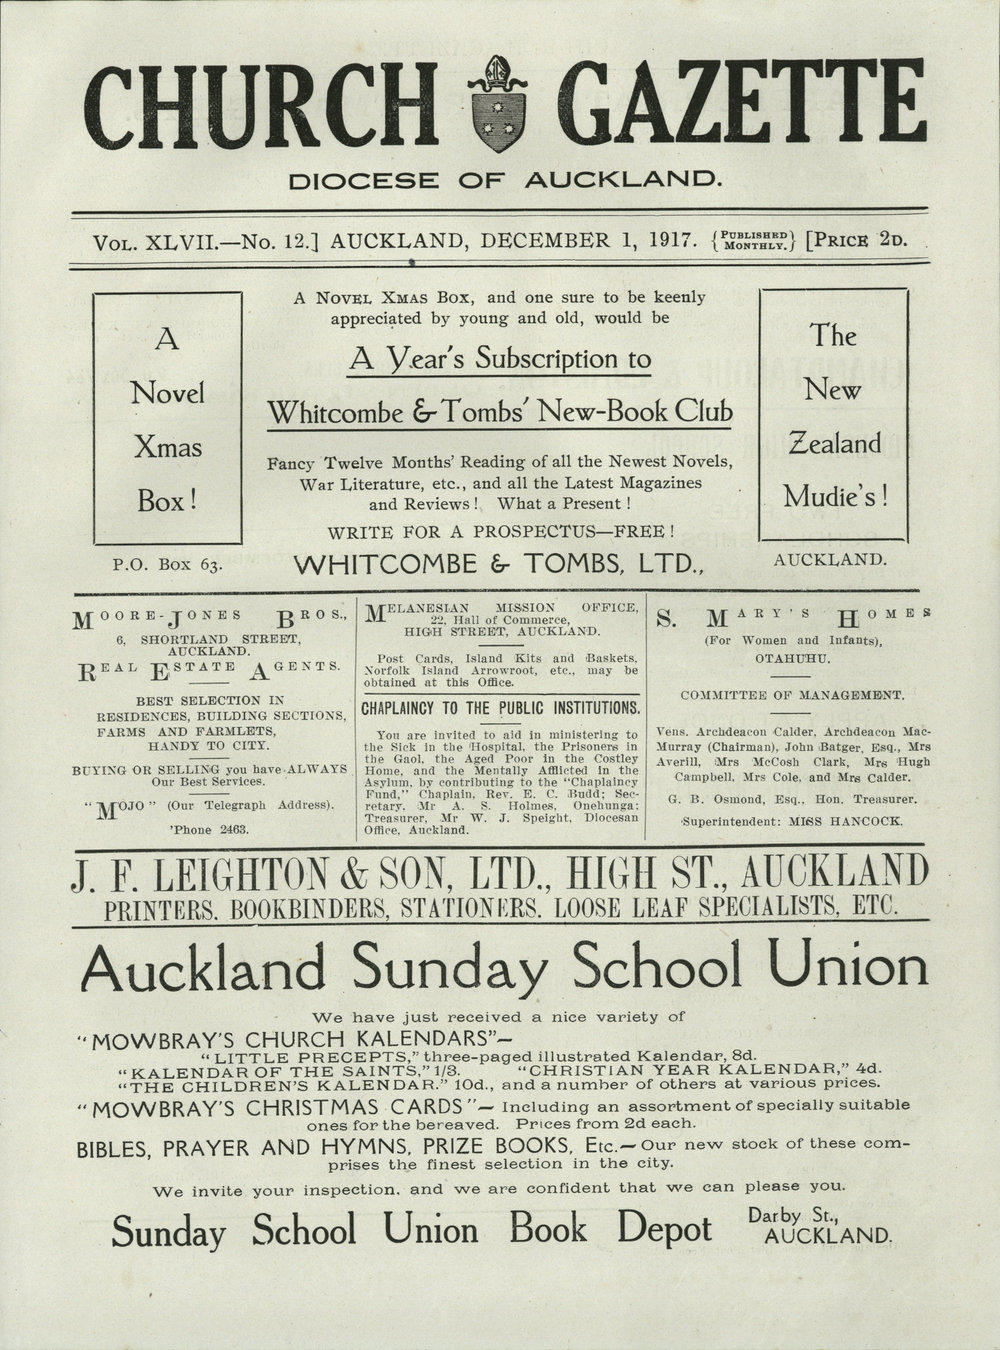 CHURCH GAZETTE
DIOCESE OF AUCKLAND.
VOL. XLVII.—No. 12.] AUCKLAND, DECEMBER 1, 1917. {PUBLISHED MONTHLY.} [PRICE 2D.
A
Novel
Xmas
Box!
P.O. Box 63.
A NOVEL XMAS BOX, and one sure to be keenly
appreciated by young and old, would be
A Year's Subscription to
Whitcombe & Tombs' New-Book Club
Fancy Twelve Months' Reading of all the Newest Novels,
War Literature, etc., and all the Latest Magazines
and Reviews! What a Present!
WRITE FOR A PROSPECTUS—FREE!
WHITCOMBE & TOMBS, LTD.,
The
New
Zealand
Mudie's!
AUCKLAND.
MOORE-JONES BROS.,
6, SHORTLAND STREET,
AUCKLAND.
REAL ESTATE AGENTS.
BEST SELECTION IN
RESIDENCES, BUILDING SECTIONS,
FARMS AND FARMLETS,
HANDY TO CITY.
BUYING OR SELLING you have ALWAYS
Our Best Services.
"MOJO" (Our Telegraph Address).
'Phone 2463.
MELANESIAN MISSION OFFICE,
22, Hall of Commerce,
HIGH STREET, AUCKLAND.
Post Cards, Island Kits and Baskets,
Norfolk Island Arrowroot, etc., may be
obtained at this Office.
CHAPLAINCY TO THE PUBLIC INSTITUTIONS.
You are invited to aid in ministering to
the Sick in the Hospital, the Prisoners in
the Gaol, the Aged Poor in the Costley
Home, and the Mentally Afflicted in the
Asylum, by contributing to the "Chaplaincy
Fund," Chaplain, Rev. E. C. Budd; Sec-
retary. Mr A. S. Holmes, Onehunga;
Treasurer, Mr W. J. Speight, Diocesan
Office, Auckland.
S. MARY'S HOMES
(For Women and Infants),
OTAHUHU.
COMMITTEE OF MANAGEMENT.
Vens. Archdeacon Calder, Archdeacon Mac-
Murray (Chairman), John Batger, Esq., Mrs
Averill, Mrs McCosh Clark, Mrs Hugh
Campbell, Mrs Cole, and Mrs Calder.
G. B. Osmond, Esq., Hon. Treasurer.
Superintendent: MISS HANCOCK.
J. F. LEIGHTON & SON, LTD., HIGH ST., AUCKLAND
PRINTERS. BOOKBINDERS, STATIONERS. LOOSE LEAF SPECIALISTS, ETC.
Auckland Sunday School Union
We have just received a nice variety of
"MOWBRAY'S CHURCH KALENDARS"—
"LITTLE PRECEPTS," three-paged illustrated Kalendar, 8d.
"KALENDAR OF THE SAINTS," 1/3. "CHRISTIAN YEAR KALENDAR," 4d.
"THE CHILDREN'S KALENDAR." 10d., and a number of others at various prices.
"MOWBRAY'S CHRISTMAS CARDS"— Including an assortment of specially suitable
ones for the bereaved. Prices from 2d each.
BIBLES, PRAYER AND HYMNS, PRIZE BOOKS, Etc.—Our new stock of these com-
prises the finest selection in the city.
We invite your inspection. and we are confident that we can please you.
Sunday School Union Book Depot Darby St.,
AUCKLAND.